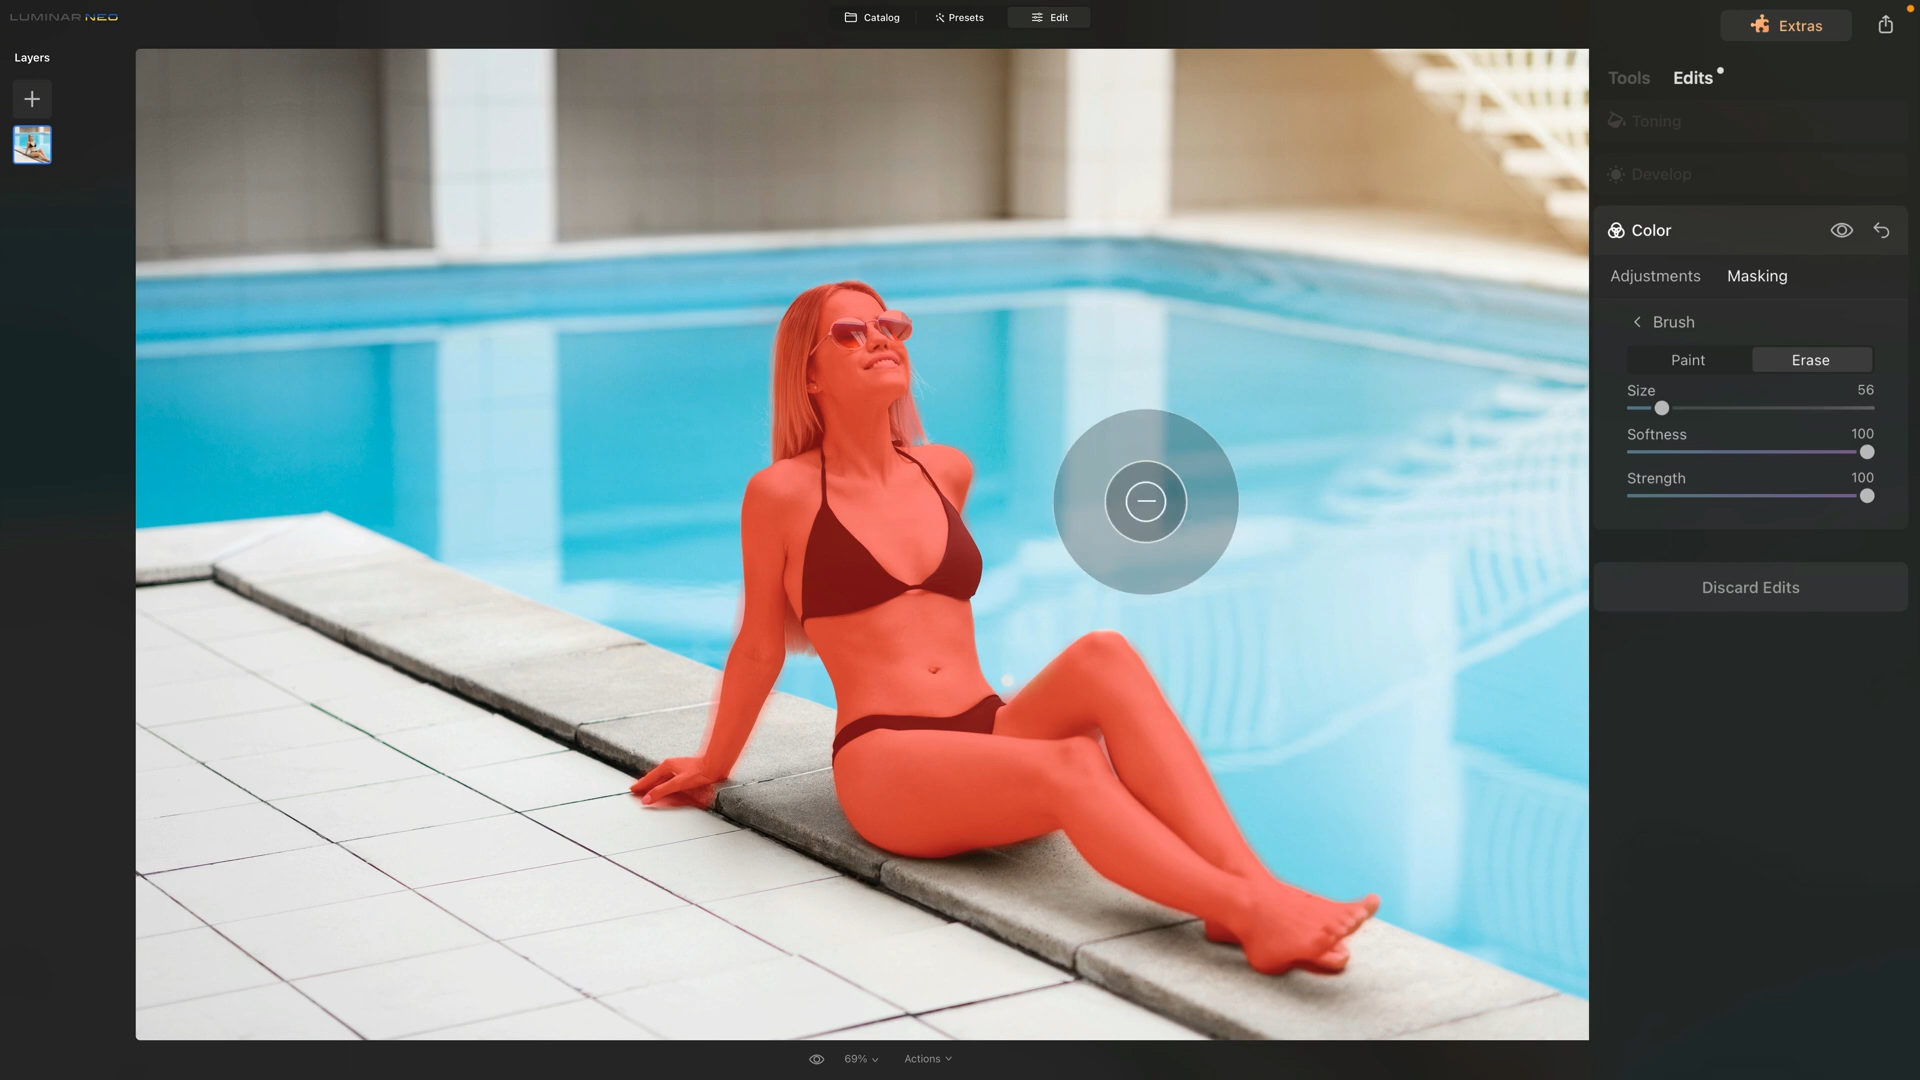 LUMINAR NEO
Catalog
Presets
Edit
Extras
Layers
Tools
Edits
Toning
Develop
Color
Adjustments
Masking
Brush
Paint
Erase
Size
56
Softness
100
Strength
100
Discard Edits
69%
Actions